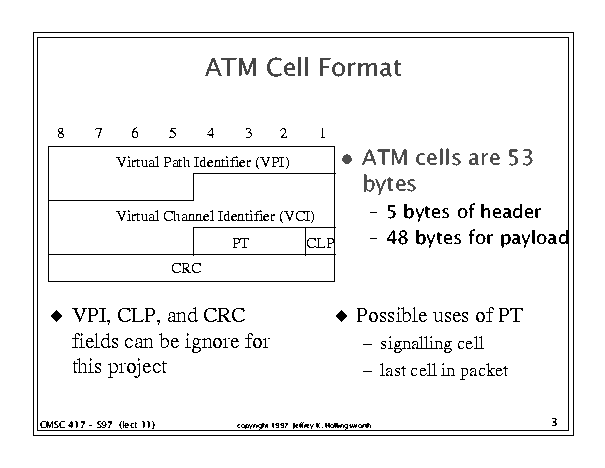 ATM Cell Format
8 7 6 5 4 3 2 1
Virtual Path Identifier (VPI)
Virtual Channel Identifier (VCI)
PT CLP
CRC
● ATM cells are 53
bytes
– 5 bytes of header
– 48 bytes for payload
◆ VPI, CLP, and CRC
fields can be ignore for
this project
◆ Possible uses of PT
– signalling cell
– last cell in packet
CMSC 417 - S97 (lect 11)
copyright 1997 Jeffrey K. Hollingsworth
3